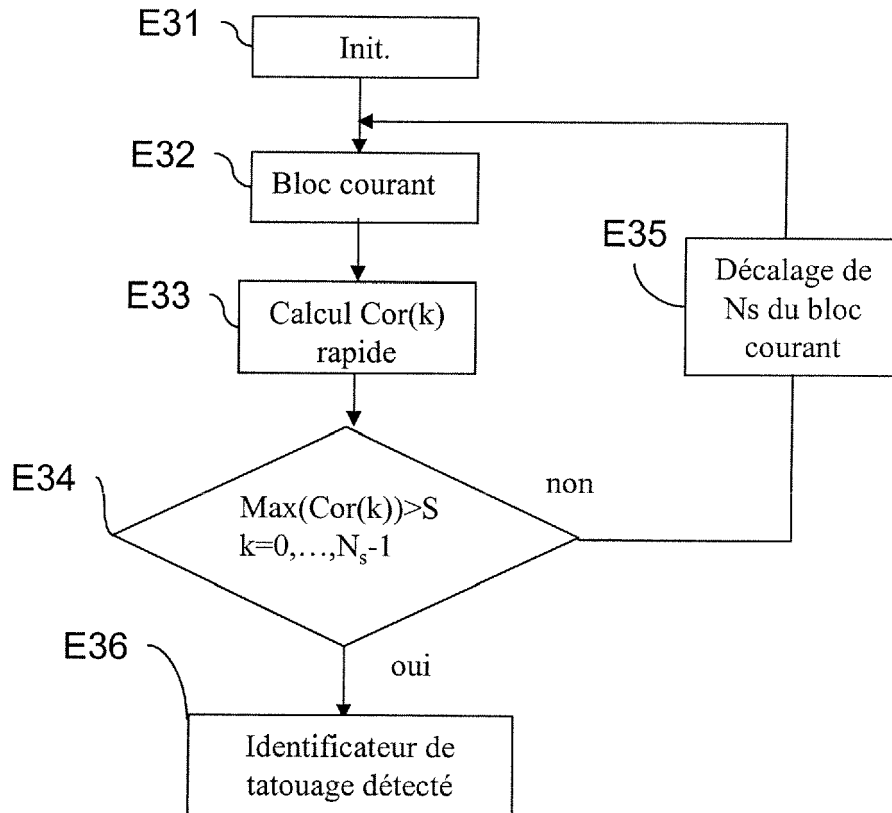 E31
Init.
E32
Bloc courant
E35
Décalage de
Ns du bloc
courant
E33
Calcul Cor(k)
rapide
E34
non
Max(Cor(k))>S
k=0,...,Nₛ-1
E36
oui
Identificateur de
tatouage détecté